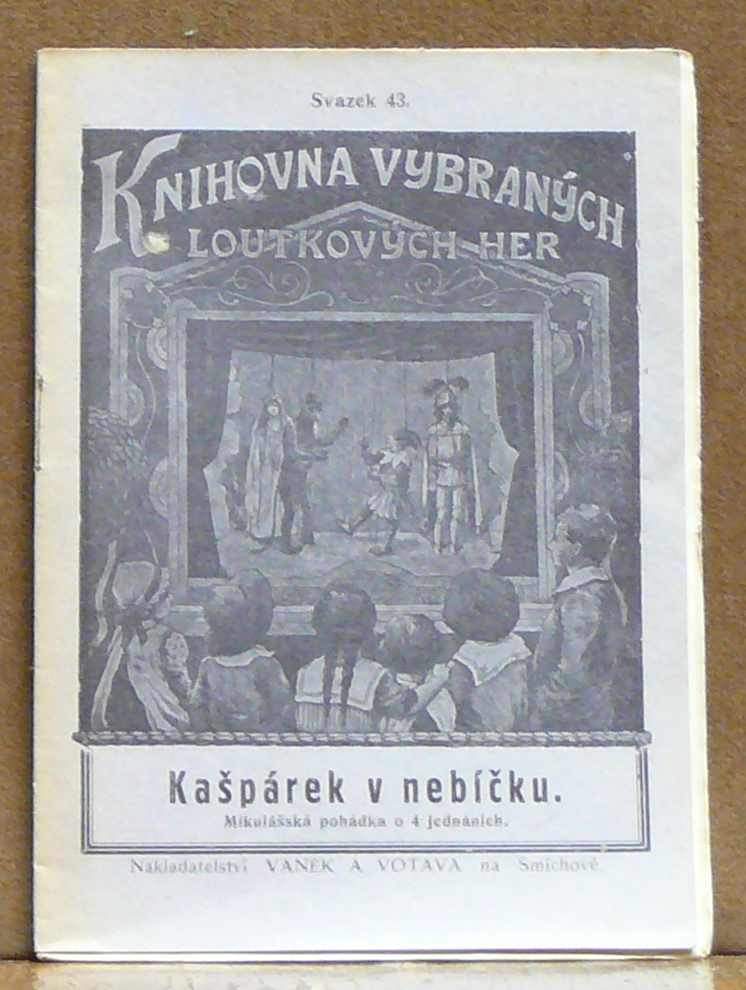 Svazek 43.
KNIHOVNA VYBRANÝCH
LOUTKOVÝCH HER
Kašpárek v nebíčku.
Mikulášská pohádka o 4 jednáních.
Nakladatelství VANĚK A VOTAVA na Smíchově.